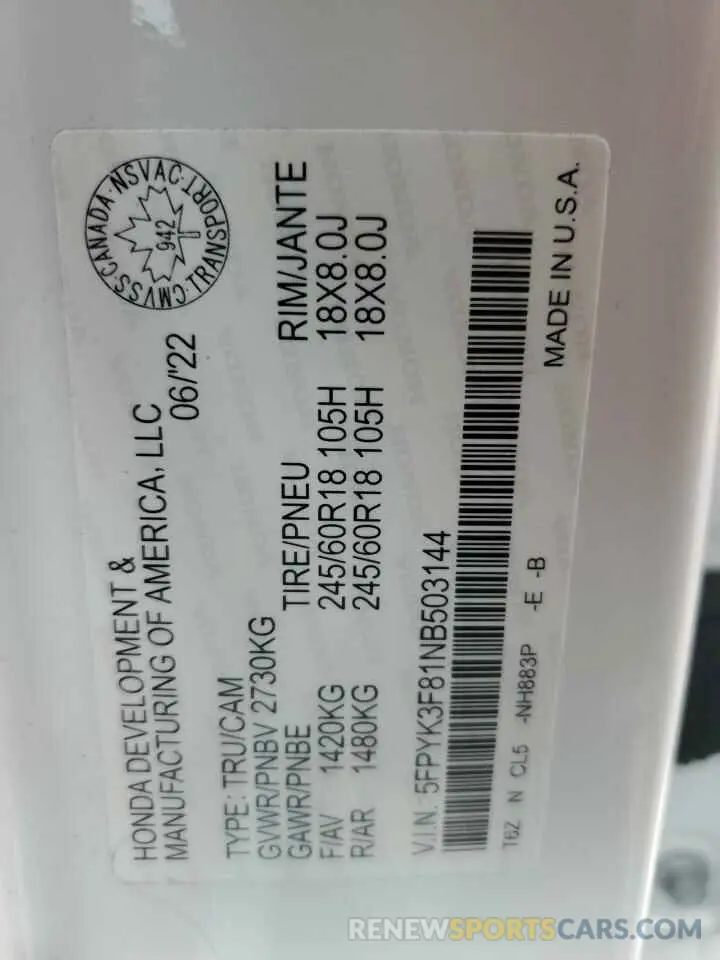 HONDA DEVELOPMENT &
MANUFACTURING OF AMERICA, LLC
06/'22
CMVSS·CANADA·NSVAC·TRANSPORT
942
TYPE: TRU/CAM
GVWR/PNBV 2730KG
GAWR/PNBE TIRE/PNEU RIM/JANTE
F/AV 1420KG 245/60R18 105H 18X8.0J
R/AR 1480KG 245/60R18 105H 18X8.0J
V.I.N. 5FPYK3F81NB503144
T6Z N CL5 -NH883P -E -B
MADE IN U.S.A.
RENEWSPORTSCARS.COM